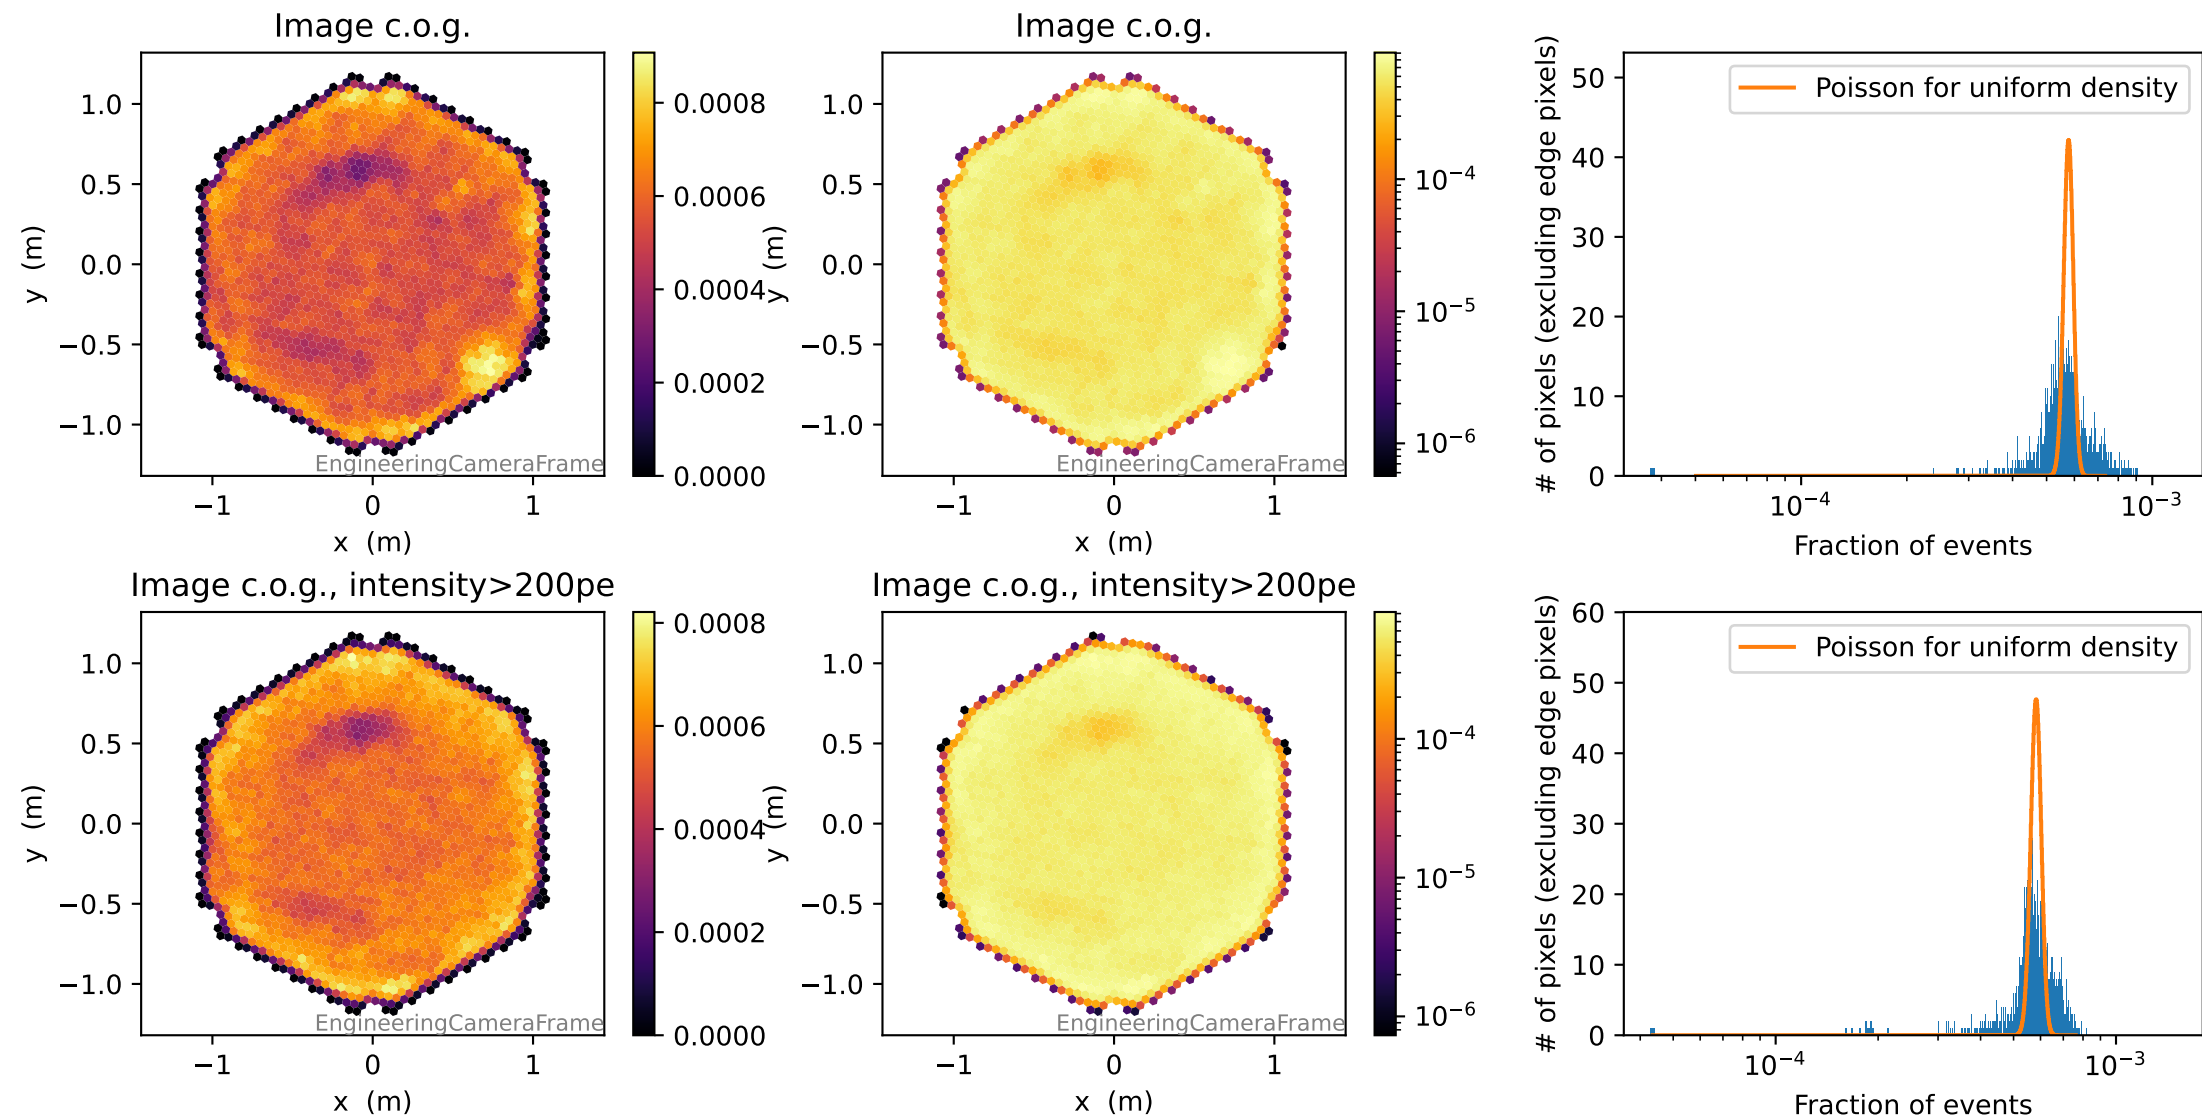 Image c.o.g.
1.0
0.5
0.0
−0.5
−1.0
y (m)
−1
0
1
x (m)
EngineeringCameraFrame
0.0008
0.0006
0.0004
0.0002
0.0000
Image c.o.g.
1.0
0.5
0.0
−0.5
−1.0
y (m)
−1
0
1
x (m)
EngineeringCameraFrame
10⁻⁴
10⁻⁵
10⁻⁶
Poisson for uniform density
50
40
30
20
10
0
# of pixels (excluding edge pixels)
10⁻⁴
10⁻³
Fraction of events
Image c.o.g., intensity>200pe
1.0
0.5
0.0
−0.5
−1.0
y (m)
−1
0
1
x (m)
EngineeringCameraFrame
0.0008
0.0006
0.0004
0.0002
0.0000
Image c.o.g., intensity>200pe
1.0
0.5
0.0
−0.5
−1.0
y (m)
−1
0
1
x (m)
EngineeringCameraFrame
10⁻⁴
10⁻⁵
10⁻⁶
Poisson for uniform density
60
50
40
30
20
10
0
# of pixels (excluding edge pixels)
10⁻⁴
10⁻³
Fraction of events